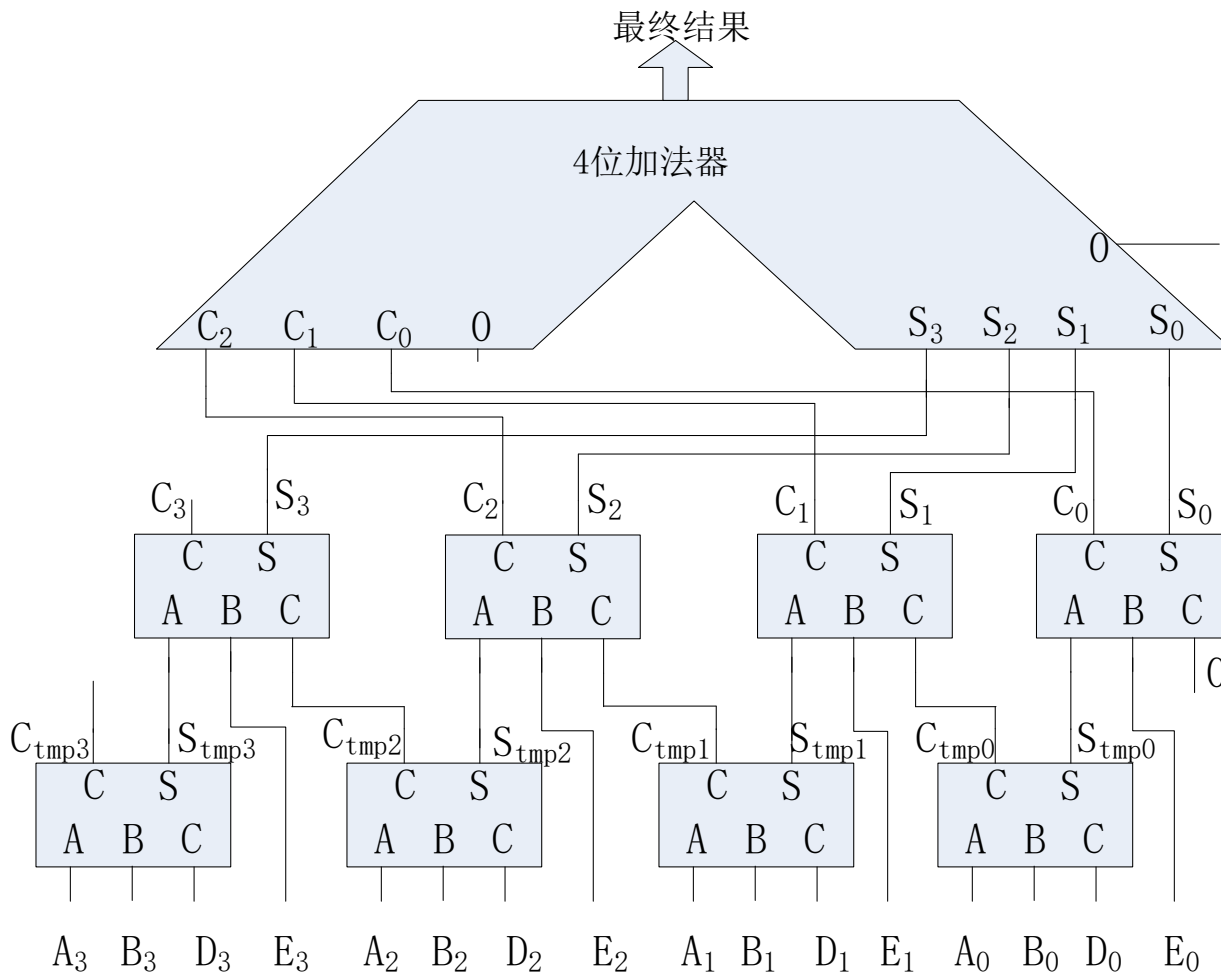 最终结果
4位加法器
0
C₂ C₁ C₀ 0 S₃ S₂ S₁ S₀
C₃ S₃ C₂ S₂ C₁ S₁ C₀ S₀
C S C S C S C S
A B C A B C A B C A B C
Ctmp3 Stmp3 Ctmp2 Stmp2 Ctmp1 Stmp1 Ctmp0 Stmp0
C S C S C S C S
A B C A B C A B C A B C
A₃ B₃ D₃ E₃ A₂ B₂ D₂ E₂ A₁ B₁ D₁ E₁ A₀ B₀ D₀ E₀